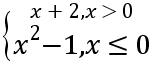 x + 2, x > 0
x² − 1, x ≤ 0